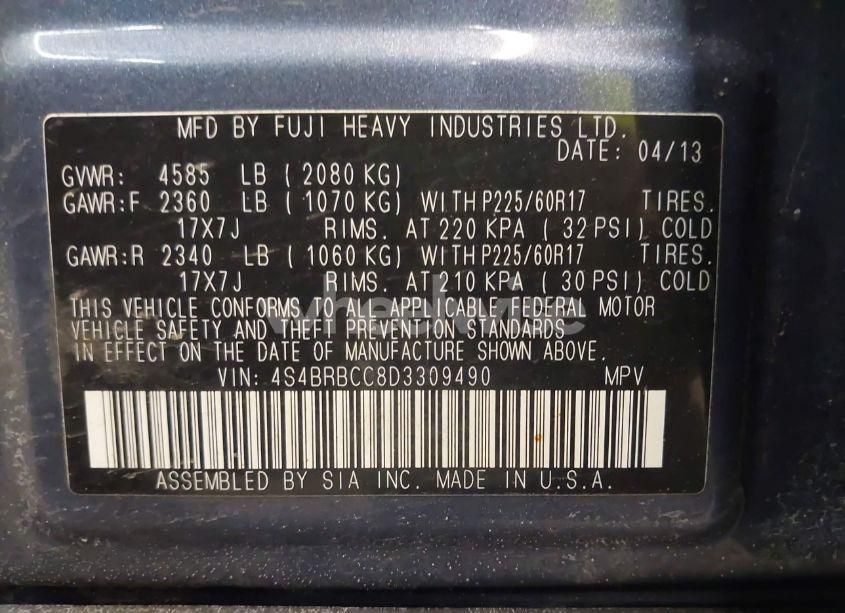 MFD BY FUJI HEAVY INDUSTRIES LTD.
DATE: 04/13
GVWR: 4585 LB ( 2080 KG)
GAWR:F 2360 LB ( 1070 KG) WITH P225/60R17 TIRES.
17X7J RIMS. AT 220 KPA ( 32 PSI) COLD
GAWR:R 2340 LB ( 1060 KG) WITH P225/60R17 TIRES.
17X7J RIMS. AT 210 KPA ( 30 PSI) COLD
THIS VEHICLE CONFORMS TO ALL APPLICABLE FEDERAL MOTOR
VEHICLE SAFETY AND THEFT PREVENTION STANDARDS
IN EFFECT ON THE DATE OF MANUFACTURE SHOWN ABOVE.
VIN: 4S4BRBCC8D3309490 MPV
ASSEMBLED BY SIA INC. MADE IN U.S.A.